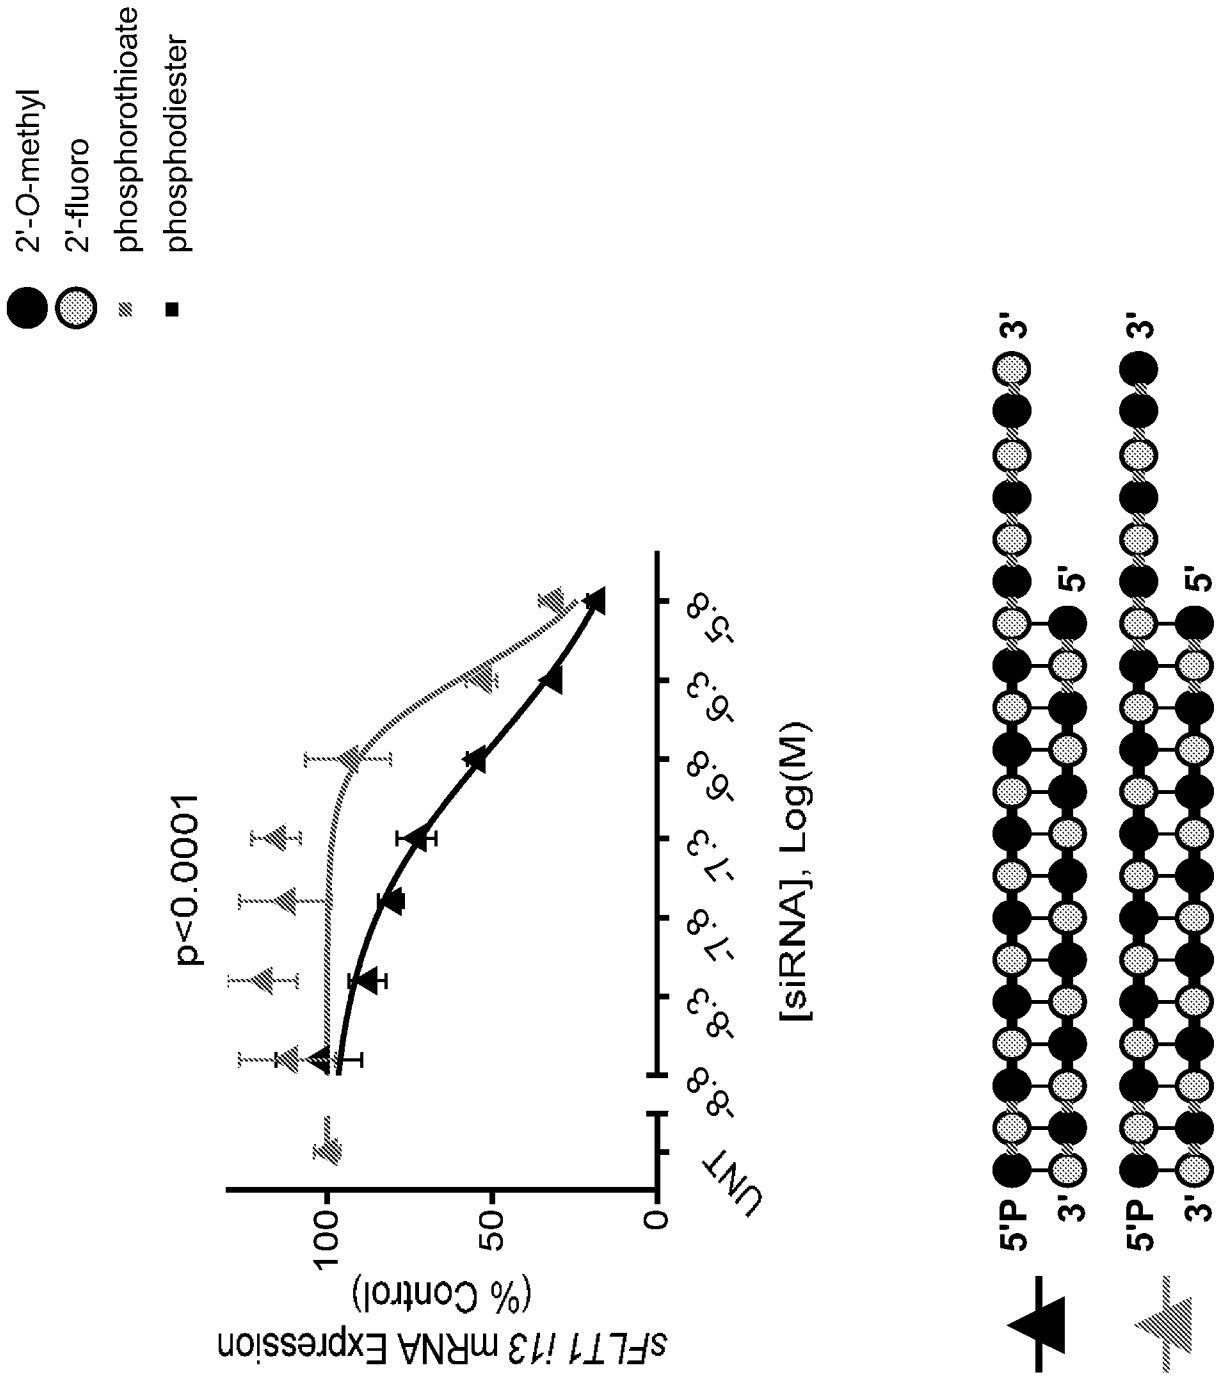 2'-O-methyl
2'-fluoro
phosphorothioate
phosphodiester
p<0.0001
sFLT1 i13 mRNA Expression
(% Control)
100
50
0
UNT
-8.8
-8.3
-7.8
-7.3
-6.8
-6.3
-5.8
[siRNA], Log(M)
5'P
3'
3'
5'
5'P
3'
3'
5'